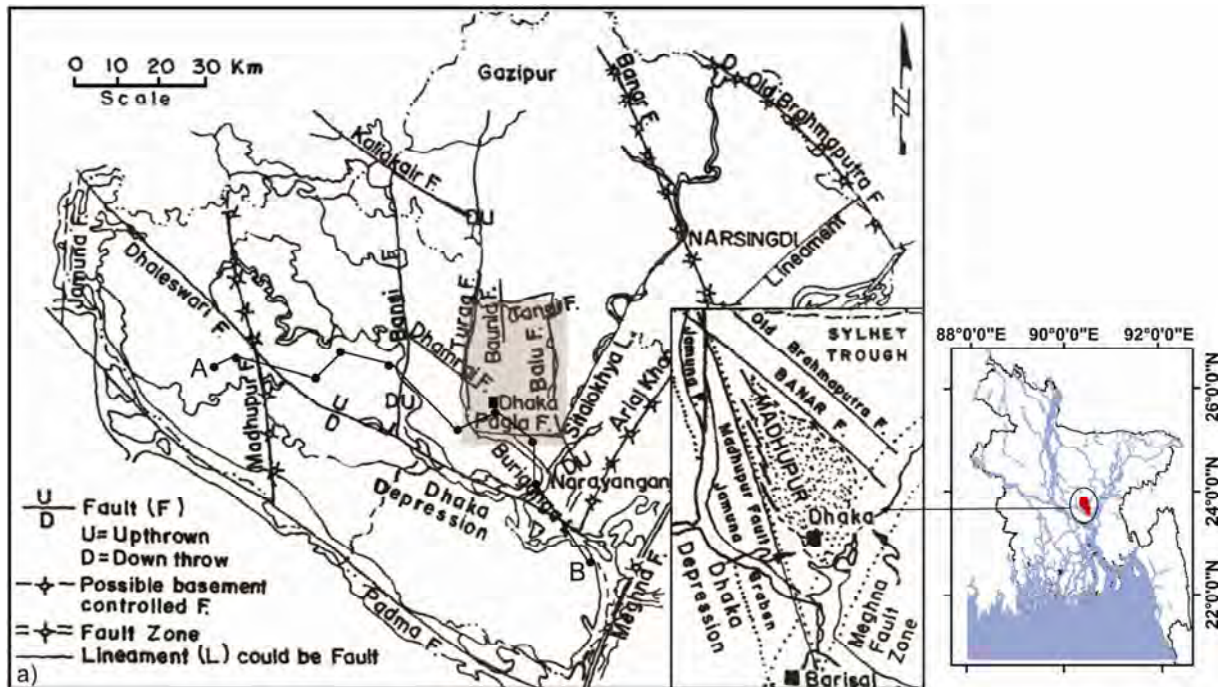 0 10 20 30 Km
Scale
Gazipur
Banar F.
D
Old Brahmaputra F.
N
Kaliakair F.
DU
NARSINGDI
Lineament
Jamuna F.
Dhaleswari F.
Bansi F.
Turag F.
Baunia F.
Tongi F.
Balu F.
Dhamrai F.
A
Madhupur F.
U
D
DU
Dhaka
Pagla F.
Shitalokhya L.
Arial Khan
Buriganga
DU
Narayangan
Dhaka
Depression
B
Padma F.
Meghna F.
U
D
Fault (F)
U= Upthrown
D= Down throw
Possible basement
controlled F.
Fault Zone
Lineament (L) could be Fault
a)
Jamuna F.
Old Brahmaputra F.
SYLHET
TROUGH
BANAR F
MADHUPUR
Madhupur Fault
Jamuna
Graben
Dhaka
Dhaka
Depression
Meghna
Fault
Zone
Barisal
88°0'0"E 90°0'0"E 92°0'0"E
26°0'0"N
24°0'0"N
22°0'0"N